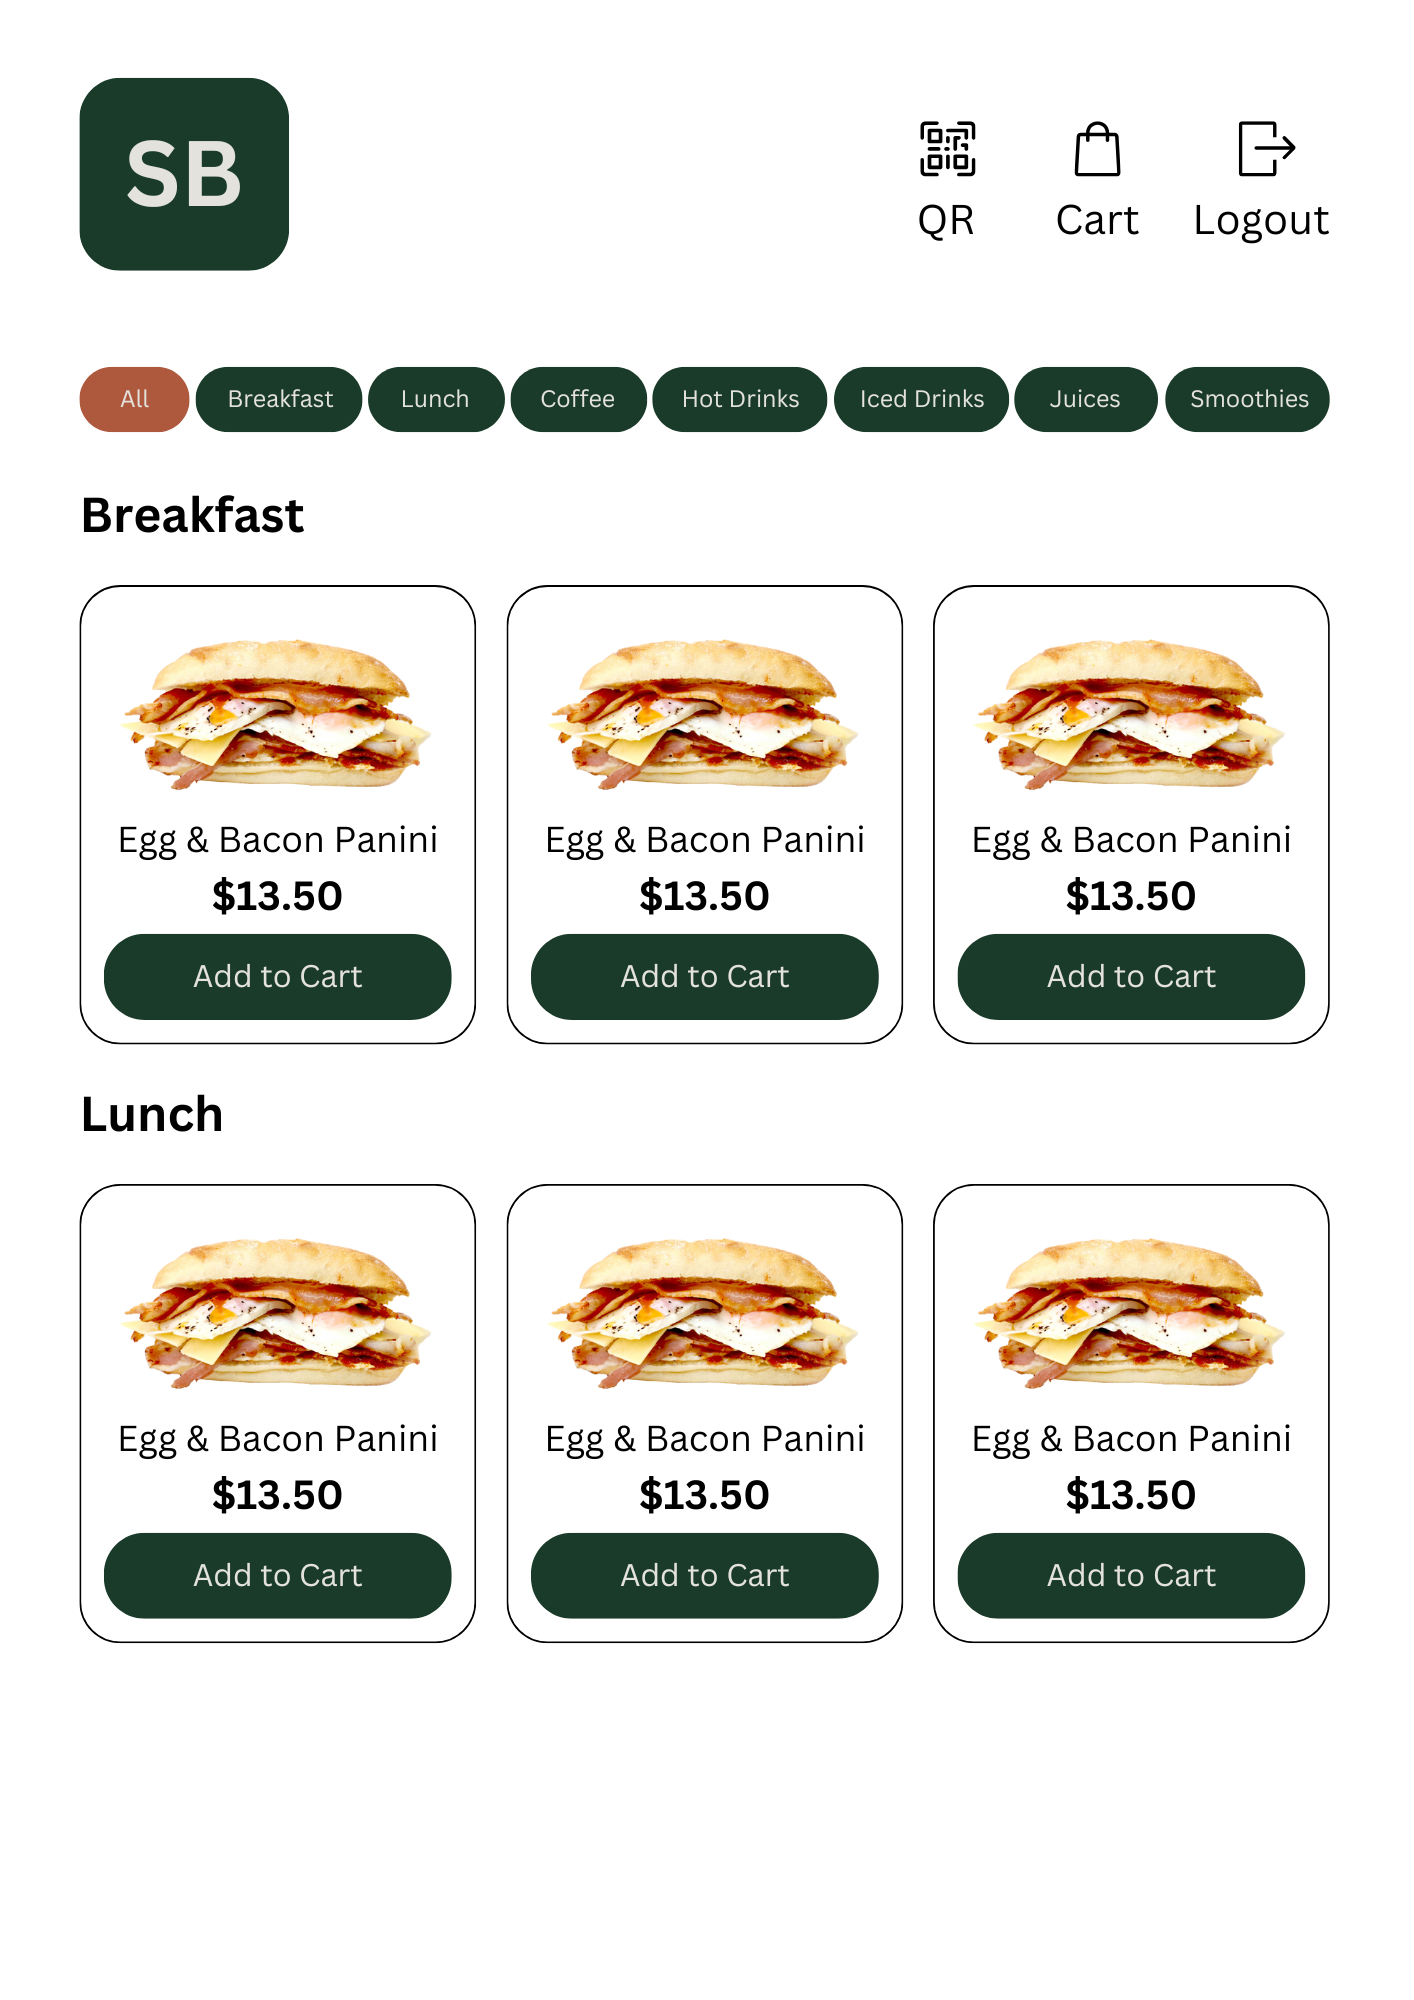 SB
QR Cart Logout
All Breakfast Lunch Coffee Hot Drinks Iced Drinks Juices Smoothies
Breakfast
Egg & Bacon Panini Egg & Bacon Panini Egg & Bacon Panini
$13.50 $13.50 $13.50
Add to Cart Add to Cart Add to Cart
Lunch
Egg & Bacon Panini Egg & Bacon Panini Egg & Bacon Panini
$13.50 $13.50 $13.50
Add to Cart Add to Cart Add to Cart